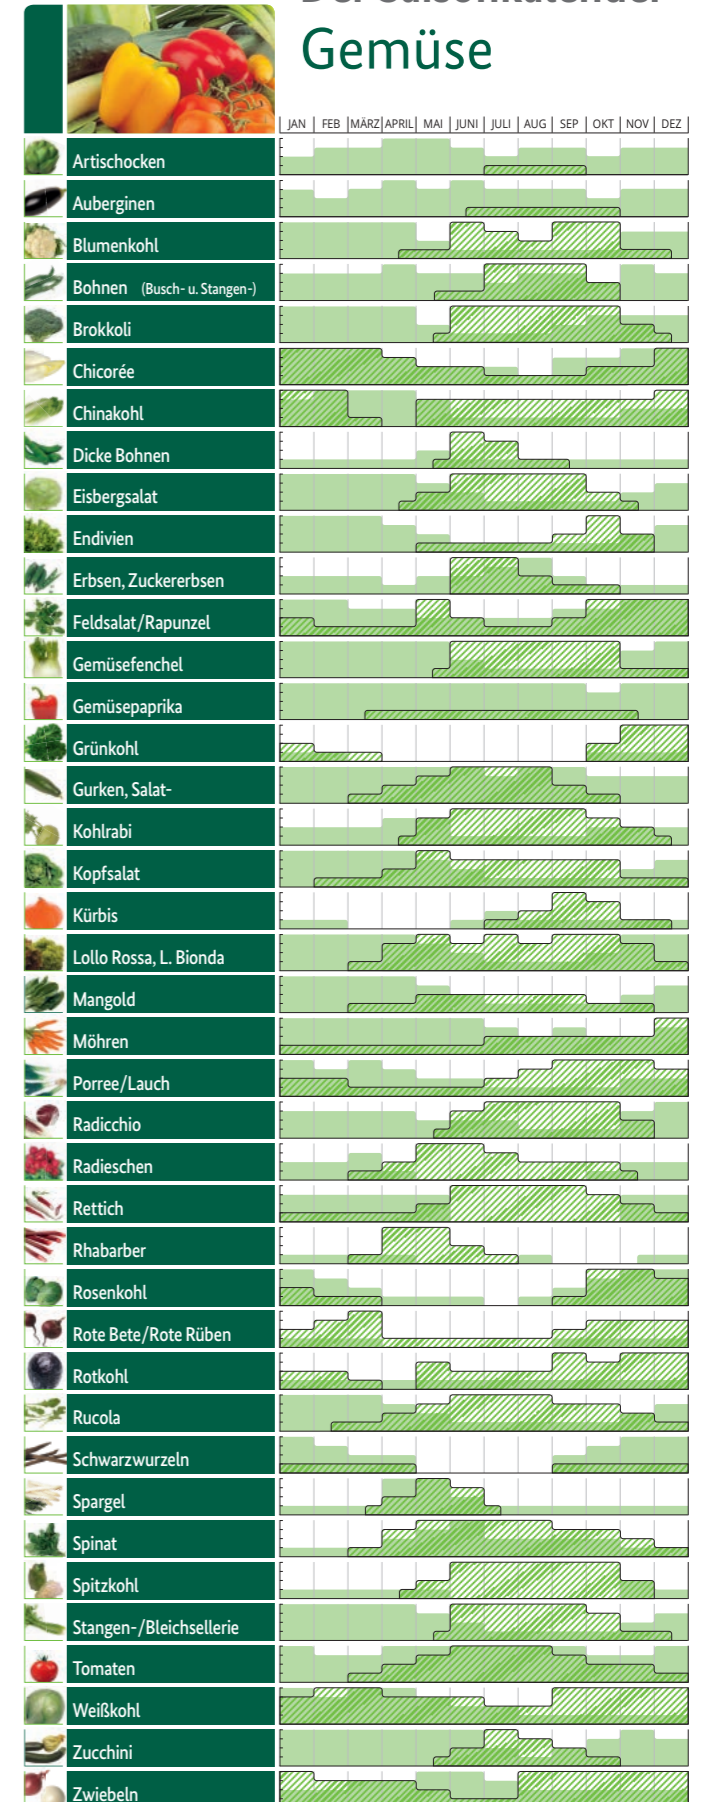 Der Saisonkalender
Gemüse
JAN FEB MÄRZ APRIL MAI JUNI JULI AUG SEP OKT NOV DEZ
Artischocken
Auberginen
Blumenkohl
Bohnen (Busch- u. Stangen-)
Brokkoli
Chicorée
Chinakohl
Dicke Bohnen
Eisbergsalat
Endivien
Erbsen, Zuckererbsen
Feldsalat/Rapunzel
Gemüsefenchel
Gemüsepaprika
Grünkohl
Gurken, Salat-
Kohlrabi
Kopfsalat
Kürbis
Lollo Rossa, L. Bionda
Mangold
Möhren
Porree/Lauch
Radicchio
Radieschen
Rettich
Rhabarber
Rosenkohl
Rote Bete/Rote Rüben
Rotkohl
Rucola
Schwarzwurzeln
Spargel
Spinat
Spitzkohl
Stangen-/Bleichsellerie
Tomaten
Weißkohl
Zucchini
Zwiebeln